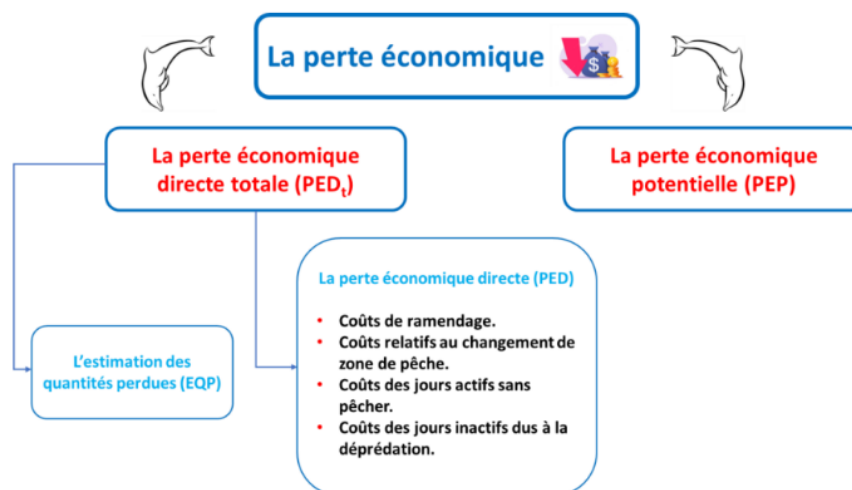 La perte économique
$
La perte économique
directe totale (PEDt)
La perte économique
potentielle (PEP)
La perte économique directe (PED)
• Coûts de ramendage.
• Coûts relatifs au changement de
zone de pêche.
• Coûts des jours actifs sans
pêcher.
• Coûts des jours inactifs dus à la
déprédation.
L'estimation des
quantités perdues (EQP)